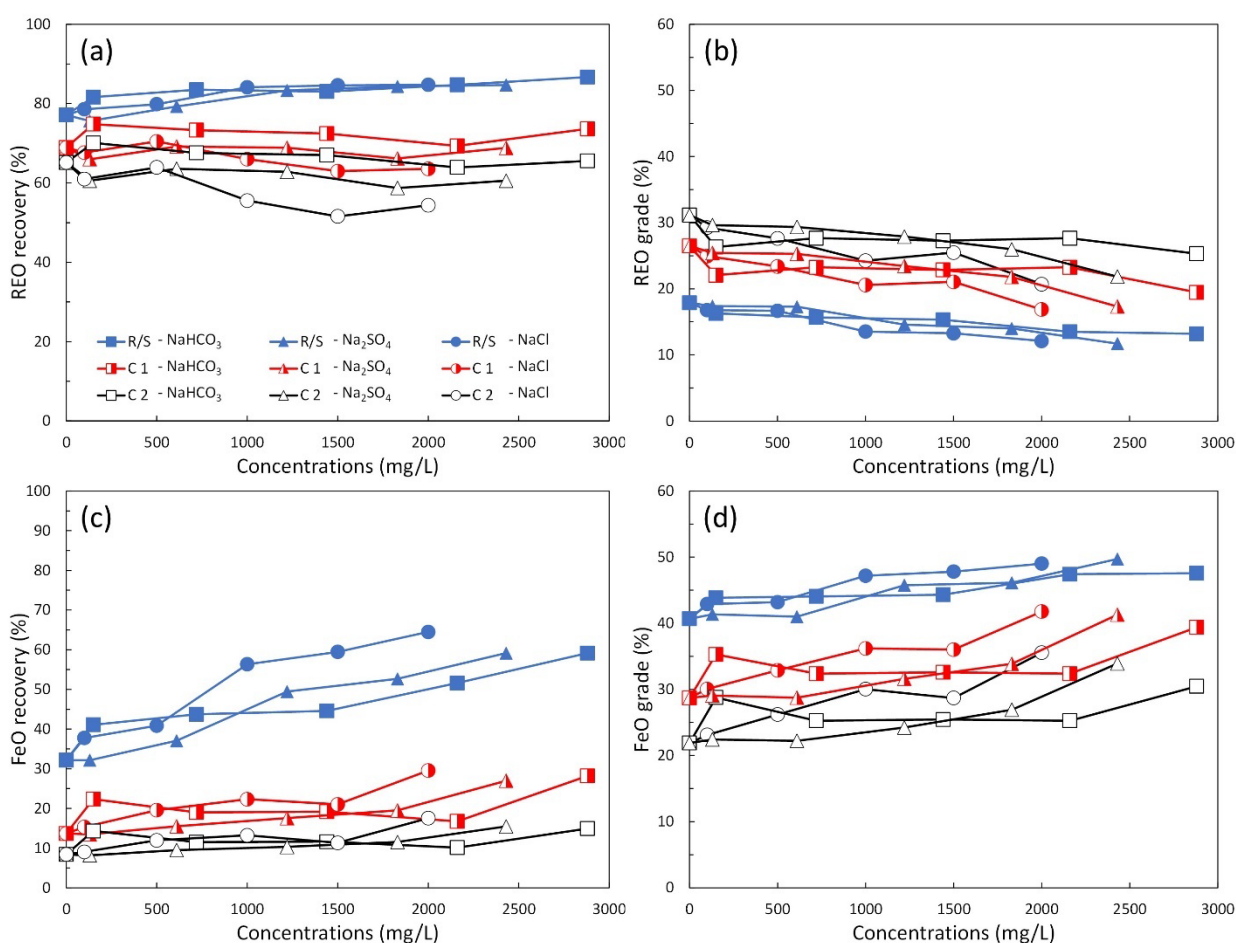 (a)
REO recovery (%)
100
80
60
40
20
0
R/S - NaHCO₃ R/S - Na₂SO₄ R/S - NaCl
C 1 - NaHCO₃ C 1 - Na₂SO₄ C 1 - NaCl
C 2 - NaHCO₃ C 2 - Na₂SO₄ C 2 - NaCl
0 500 1000 1500 2000 2500 3000
Concentrations (mg/L)
(b)
REO grade (%)
60
50
40
30
20
10
0
0 500 1000 1500 2000 2500 3000
Concentrations (mg/L)
(c)
FeO recovery (%)
100
90
80
70
60
50
40
30
20
10
0
0 500 1000 1500 2000 2500 3000
Concentrations (mg/L)
(d)
FeO grade (%)
60
50
40
30
20
10
0
0 500 1000 1500 2000 2500 3000
Concentrations (mg/L)